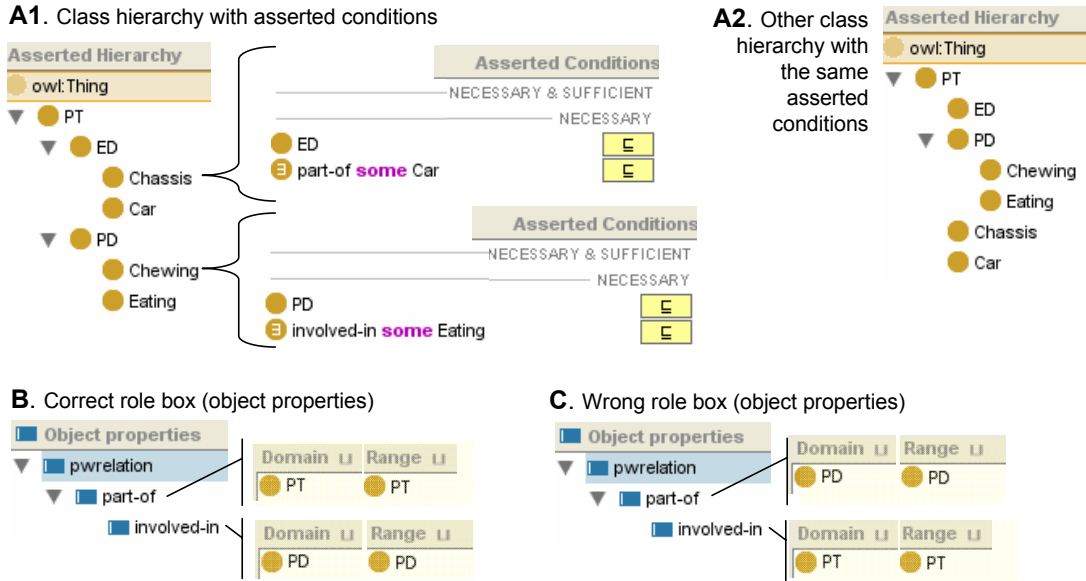 A1. Class hierarchy with asserted conditions
Asserted Hierarchy
owl:Thing
PT
ED
Chassis
Car
PD
Chewing
Eating
Asserted Conditions
NECESSARY & SUFFICIENT
NECESSARY
ED ⊑
∃ part-of some Car ⊑
Asserted Conditions
NECESSARY & SUFFICIENT
NECESSARY
PD ⊑
∃ involved-in some Eating ⊑
A2. Other class
hierarchy with
the same
asserted
conditions
Asserted Hierarchy
owl:Thing
PT
ED
PD
Chewing
Eating
Chassis
Car
B. Correct role box (object properties)
Object properties
pwrelation
part-of
involved-in
Domain ⊔ Range ⊔
PT PT
Domain ⊔ Range ⊔
PD PD
C. Wrong role box (object properties)
Object properties
pwrelation
part-of
involved-in
Domain ⊔ Range ⊔
PD PD
Domain ⊔ Range ⊔
PT PT